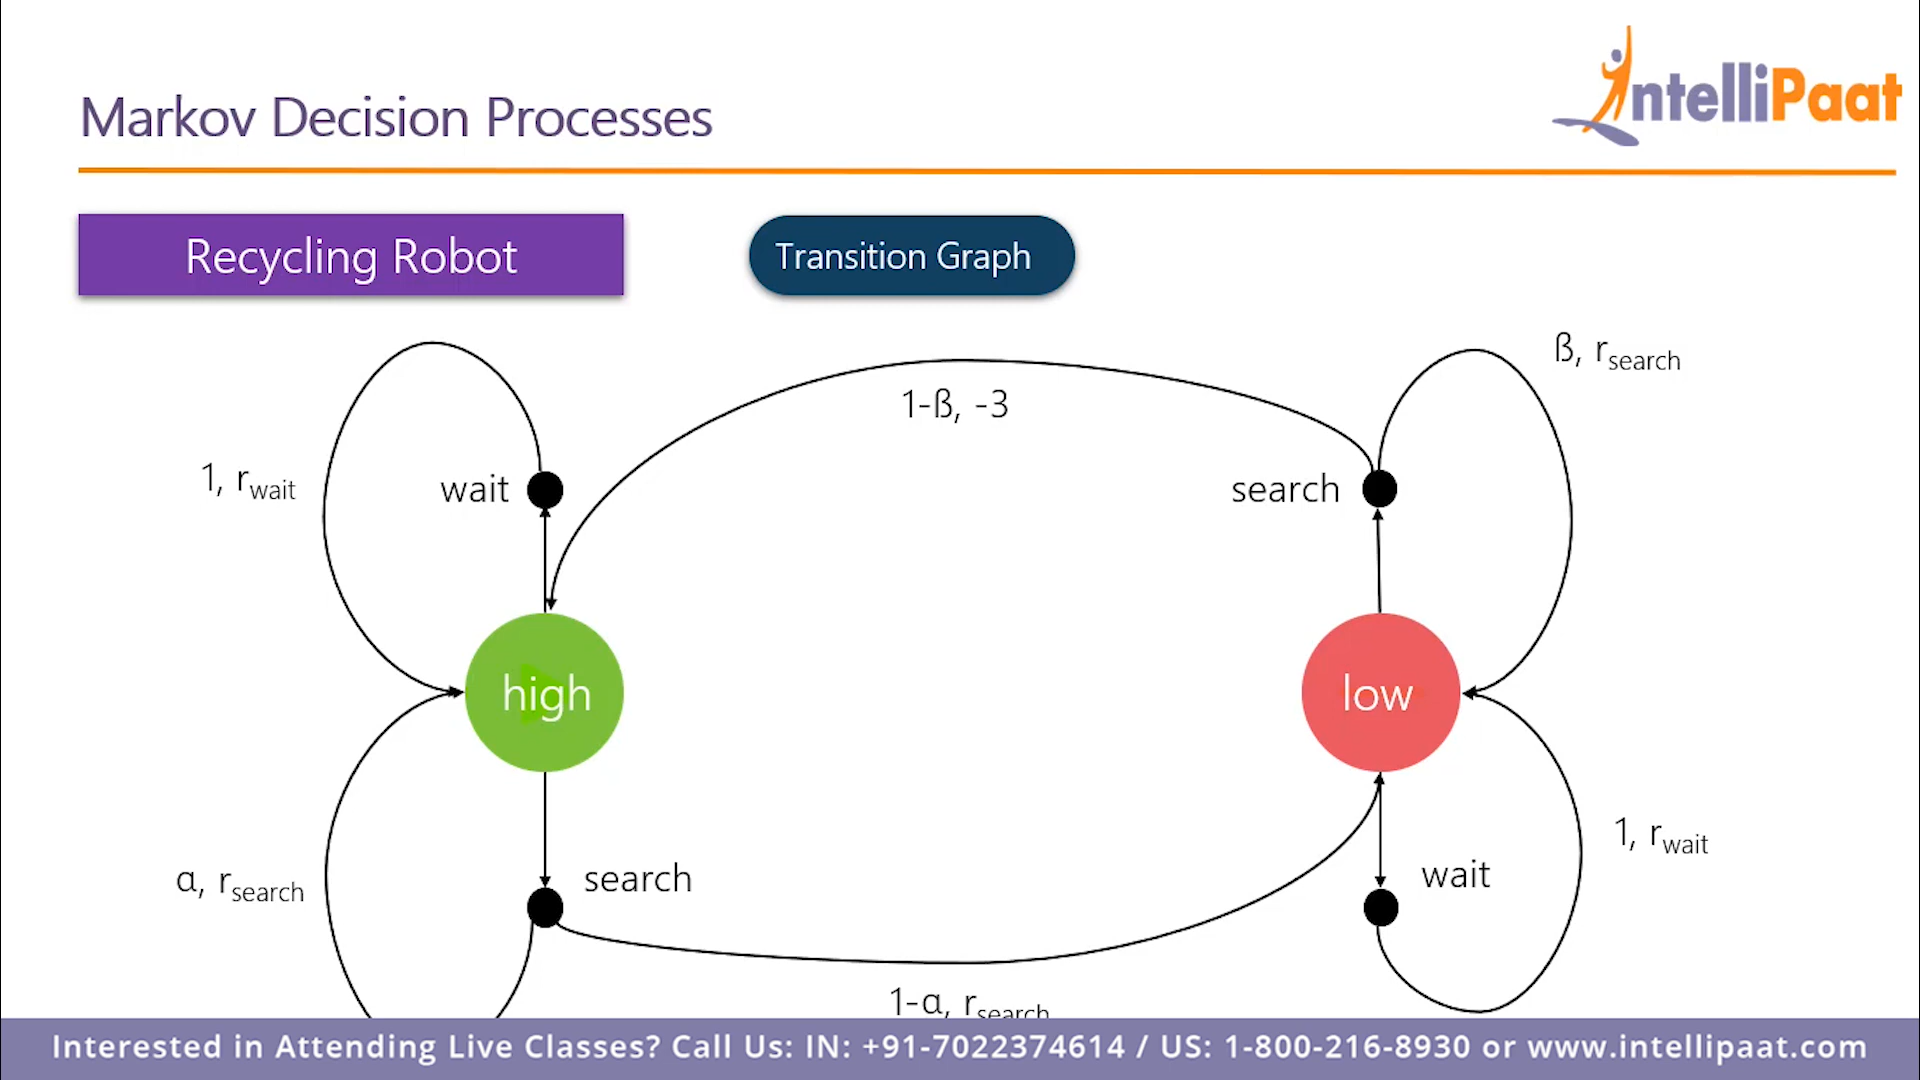 IntelliPaat
Markov Decision Processes
Recycling Robot
Transition Graph
ß, rsearch
1-ß, -3
1, rwait
wait
search
high
low
1, rwait
α, rsearch
search
wait
1-α, rsearch
Interested in Attending Live Classes? Call Us: IN: +91-7022374614 / US: 1-800-216-8930 or www.intellipaat.com